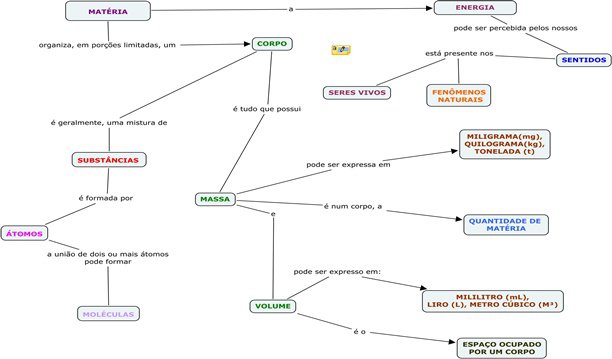 MATÉRIA
a
ENERGIA
pode ser percebida pelos nossos
organiza, em porções limitadas, um
CORPO
está presente nos
SENTIDOS
SERES VIVOS
FENÔMENOS
NATURAIS
é tudo que possui
é geralmente, uma mistura de
SUBSTÂNCIAS
MILIGRAMA(mg),
QUILOGRAMA(kg),
TONELADA (t)
pode ser expressa em
é formada por
MASSA
é num corpo, a
QUANTIDADE DE
MATÉRIA
e
ÁTOMOS
a união de dois ou mais átomos
pode formar
MOLÉCULAS
pode ser expresso em:
MILILITRO (mL),
LIRO (L), METRO CÚBICO (M³)
VOLUME
é o
ESPAÇO OCUPADO
POR UM CORPO